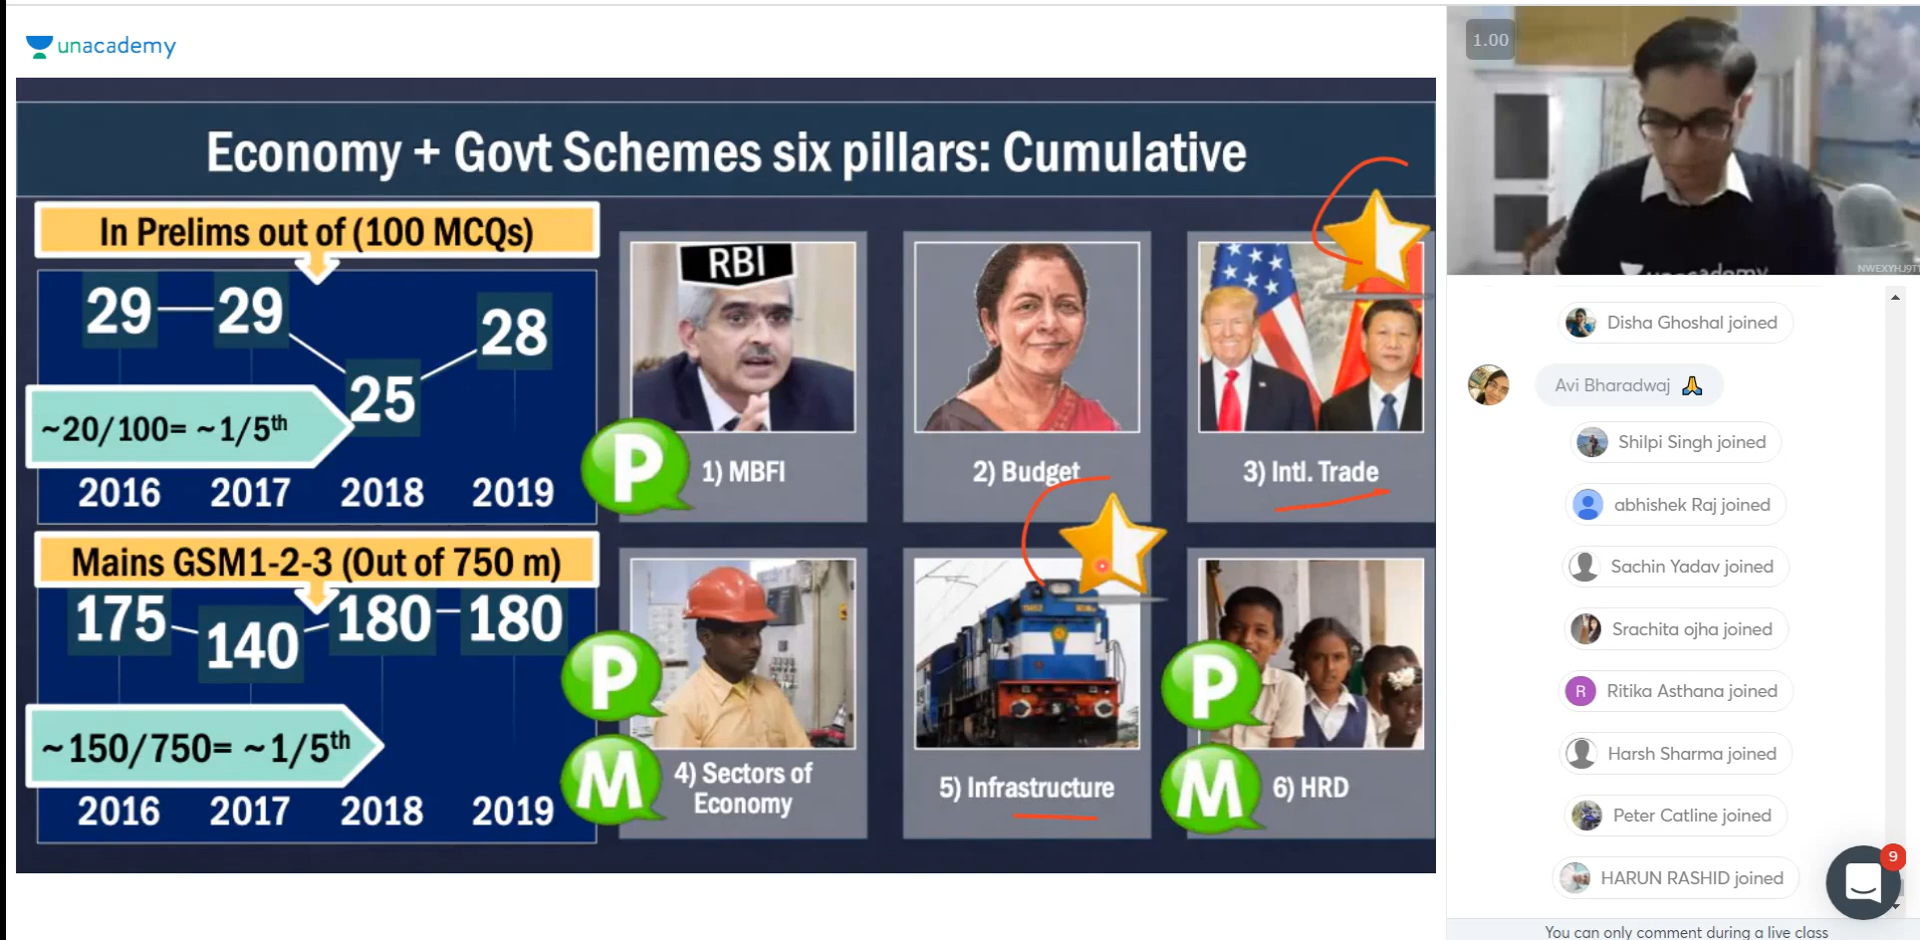 unacademy
Economy + Govt Schemes six pillars: Cumulative
In Prelims out of (100 MCQs)
29
29
25
28
~20/100= ~1/5th
2016 2017 2018 2019
Mains GSM1-2-3 (Out of 750 m)
175
140
180
180
~150/750= ~1/5th
2016 2017 2018 2019
RBI
P
1) MBFI
2) Budget
3) Intl. Trade
P
M
4) Sectors of
Economy
5) Infrastructure
P
M
6) HRD
1.00
unacademy
Disha Ghoshal joined
Avi Bharadwaj 🙏
Shilpi Singh joined
abhishek Raj joined
Sachin Yadav joined
Srachita ojha joined
R Ritika Asthana joined
Harsh Sharma joined
Peter Catline joined
HARUN RASHID joined
9
You can only comment during a live class